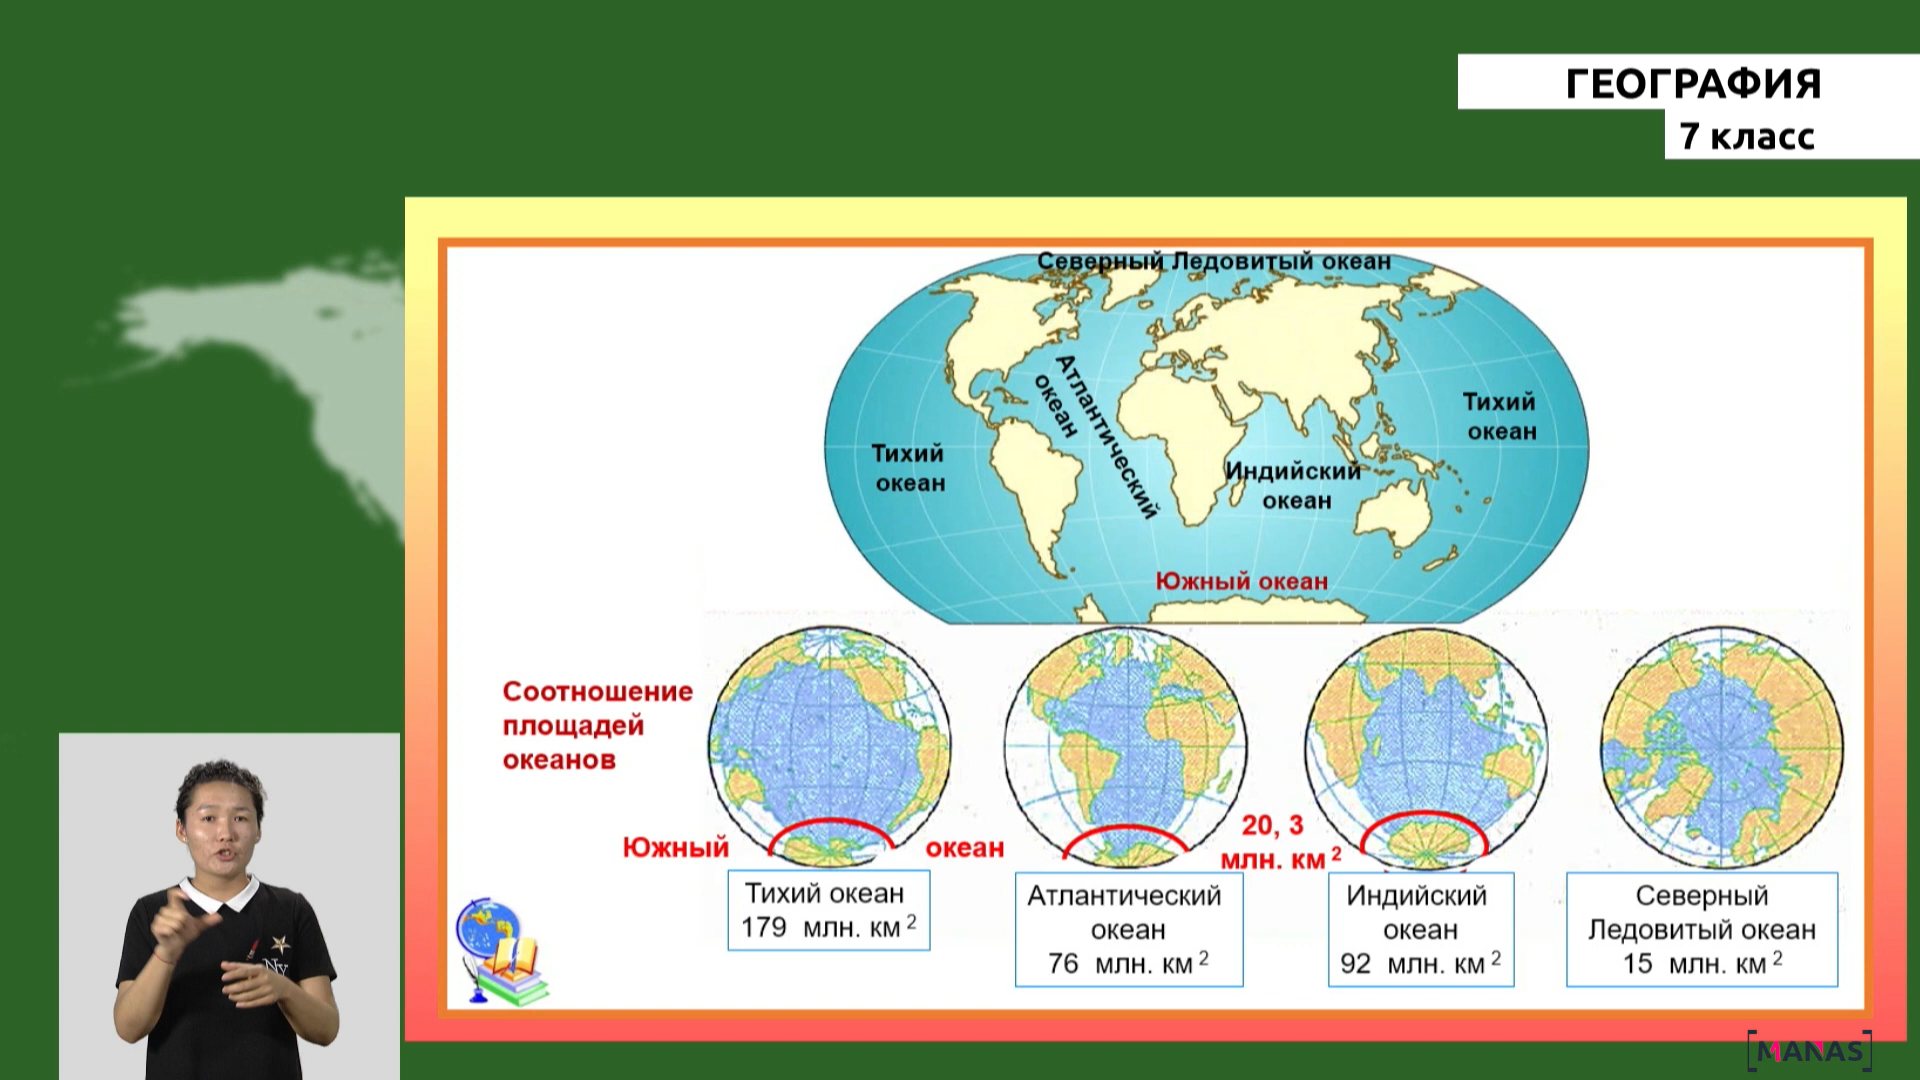 ГЕОГРАФИЯ
7 класс
Северный Ледовитый океан
Атлантический
океан
Тихий
океан
Тихий
океан
Индийский
океан
Южный океан
Соотношение
площадей
океанов
Южный
океан
20, 3
млн. км 2
Тихий океан
179 млн. км 2
Атлантический
океан
76 млн. км 2
Индийский
океан
92 млн. км 2
Северный
Ледовитый океан
15 млн. км 2
NY
[MANAS]